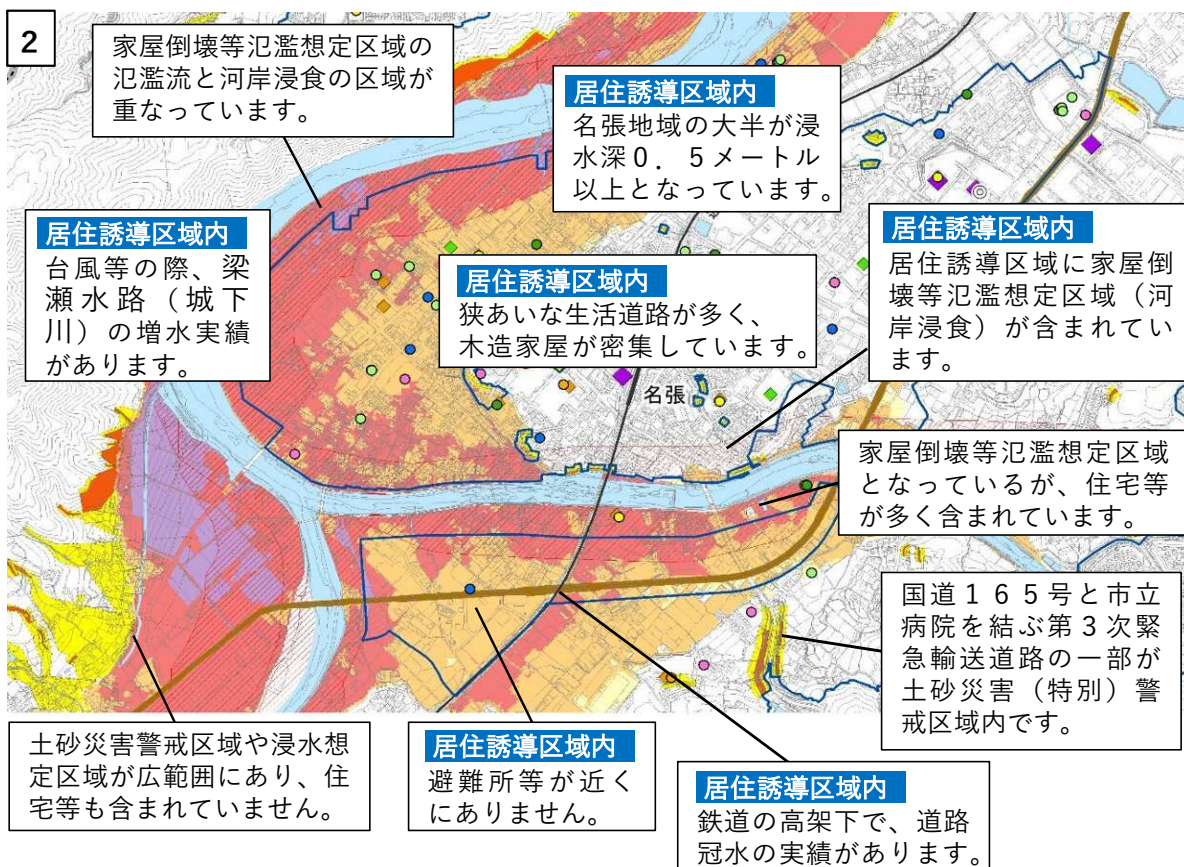 2
家屋倒壊等氾濫想定区域の
氾濫流と河岸浸食の区域が
重なっています。
居住誘導区域内
名張地域の大半が浸
水深０．５メートル
以上となっています。
居住誘導区域内
台風等の際、梁
瀬水路（城下
川）の増水実績
があります。
居住誘導区域内
狭あいな生活道路が多く、
木造家屋が密集しています。
居住誘導区域内
居住誘導区域に家屋倒
壊等氾濫想定区域（河
岸浸食）が含まれてい
ます。
名張
家屋倒壊等氾濫想定区域
となっているが、住宅等
が多く含まれています。
国道１６５号と市立
病院を結ぶ第３次緊
急輸送道路の一部が
土砂災害（特別）警
戒区域内です。
土砂災害警戒区域や浸水想
定区域が広範囲にあり、住
宅等も含まれていません。
居住誘導区域内
避難所等が近く
にありません。
居住誘導区域内
鉄道の高架下で、道路
冠水の実績があります。